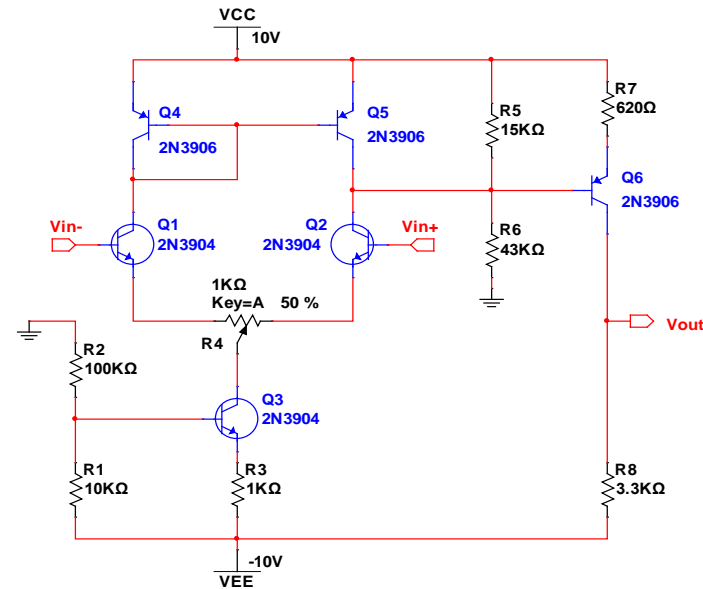 VCC
10V
Q4
2N3906
Q5
2N3906
R5
15KΩ
R7
620Ω
Q6
2N3906
Vin-
Q1
2N3904
Q2
2N3904
Vin+
R6
43KΩ
1KΩ
Key=A 50 %
R4
Vout
R2
100KΩ
Q3
2N3904
R1
10KΩ
R3
1KΩ
R8
3.3KΩ
-10V
VEE